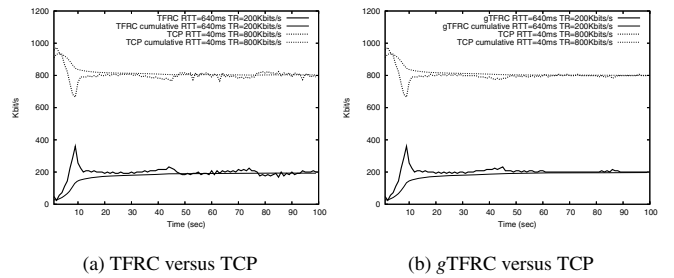 1200
1000
800
600
400
200
0
Kbit/s
TFRC RTT=640ms TR=200Kbits/s
TFRC cumulative RTT=640ms TR=200Kbits/s
TCP RTT=40ms TR=800Kbits/s
TCP cumulative RTT=40ms TR=800Kbits/s
10 20 30 40 50 60 70 80 90 100
Time (sec)
(a) TFRC versus TCP
1200
1000
800
600
400
200
0
Kbit/s
gTFRC RTT=640ms TR=200Kbits/s
gTFRC cumulative RTT=640ms TR=200Kbits/s
TCP RTT=40ms TR=800Kbits/s
TCP cumulative RTT=40ms TR=800Kbits/s
10 20 30 40 50 60 70 80 90 100
Time (sec)
(b) gTFRC versus TCP